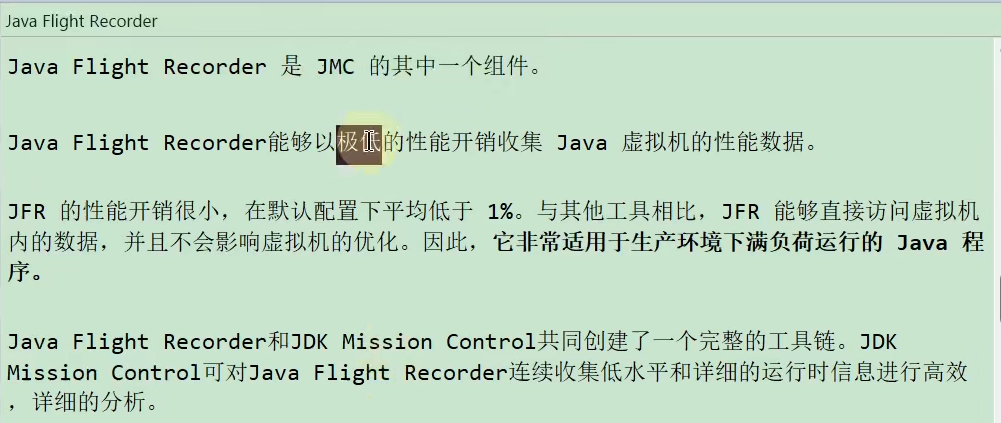 Java Flight Recorder
Java Flight Recorder 是 JMC 的其中一个组件。
Java Flight Recorder能够以极低的性能开销收集 Java 虚拟机的性能数据。
JFR 的性能开销很小，在默认配置下平均低于 1%。与其他工具相比，JFR 能够直接访问虚拟机
内的数据，并且不会影响虚拟机的优化。因此，它非常适用于生产环境下满负荷运行的 Java 程
序。
Java Flight Recorder和JDK Mission Control共同创建了一个完整的工具链。JDK
Mission Control可对Java Flight Recorder连续收集低水平和详细的运行时信息进行高效
，详细的分析。